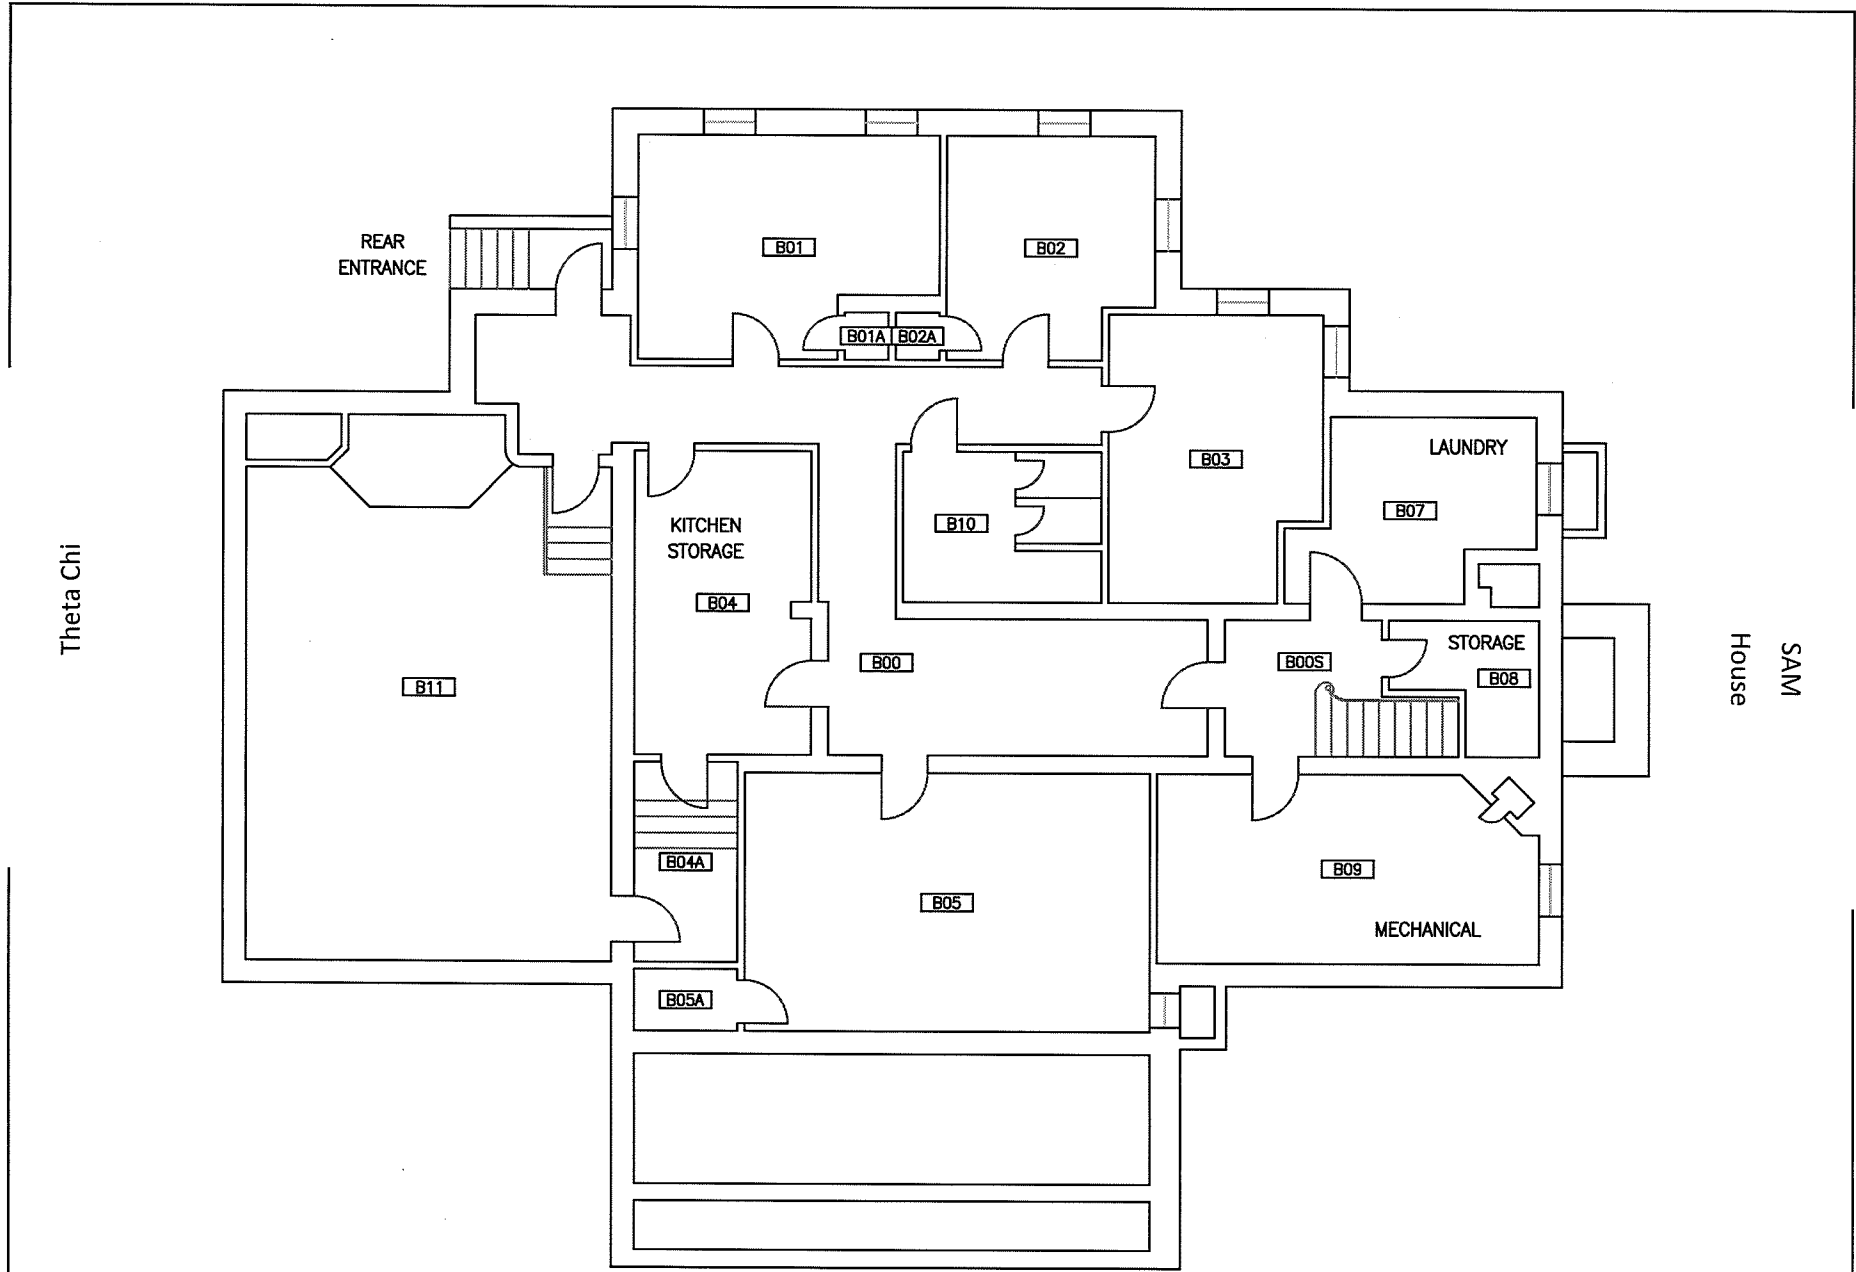 REAR
ENTRANCE
B01
B02
B01A
B02A
LAUNDRY
B03
B07
KITCHEN
STORAGE
B10
B04
Theta Chi
B11
B00
B00S
STORAGE
B08
SAM
House
B04A
B05
B09
MECHANICAL
B05A